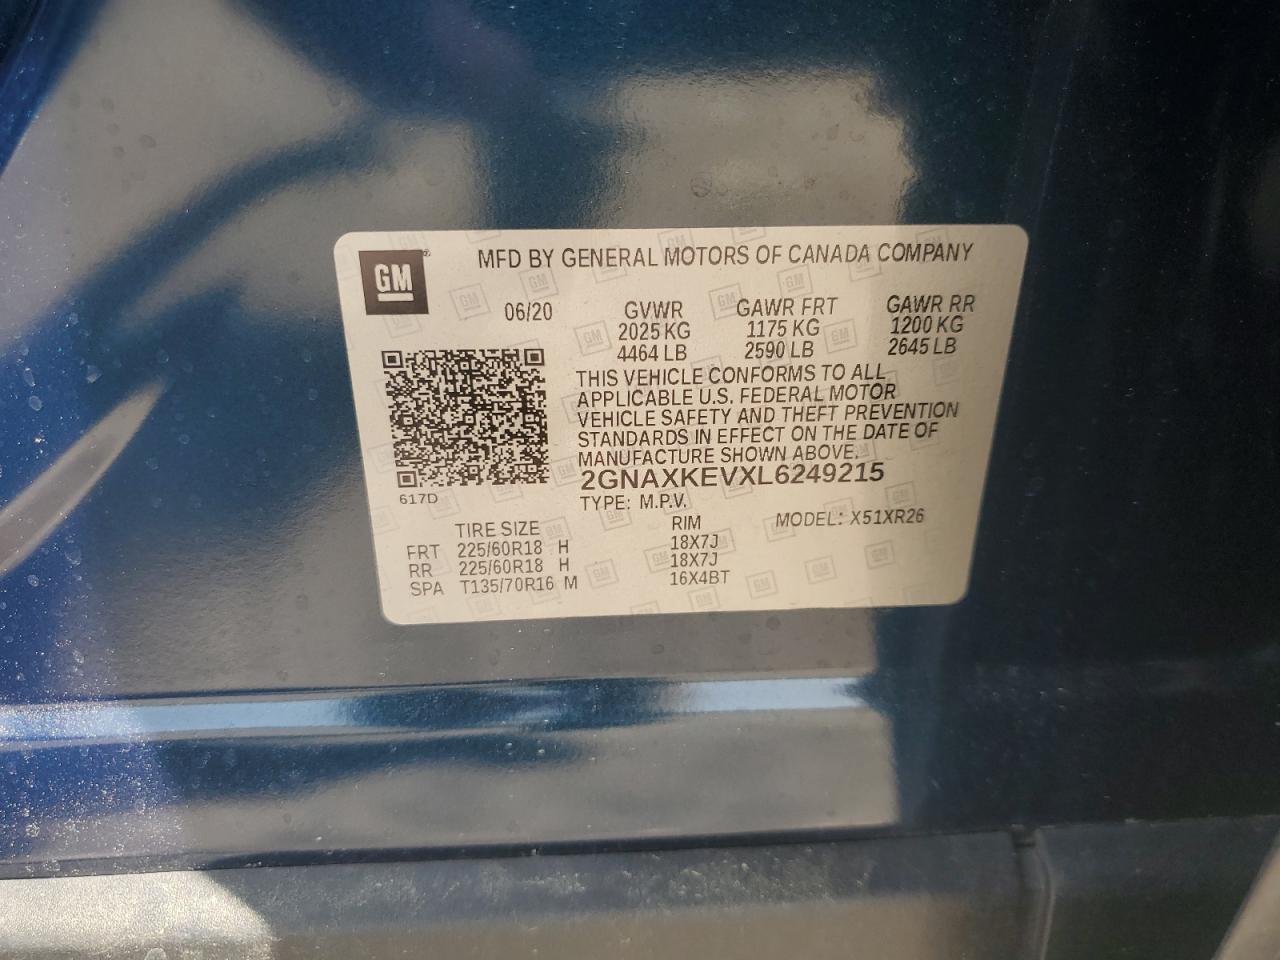 GM®
MFD BY GENERAL MOTORS OF CANADA COMPANY
06/20 GVWR GAWR FRT GAWR RR
2025 KG 1175 KG 1200 KG
4464 LB 2590 LB 2645 LB
THIS VEHICLE CONFORMS TO ALL
APPLICABLE U.S. FEDERAL MOTOR
VEHICLE SAFETY AND THEFT PREVENTION
STANDARDS IN EFFECT ON THE DATE OF
MANUFACTURE SHOWN ABOVE.
2GNAXKEVXL6249215
617D
TYPE: M.P.V. MODEL: X51XR26
TIRE SIZE RIM
FRT 225/60R18 H 18X7J
RR 225/60R18 H 18X7J
SPA T135/70R16 M 16X4BT